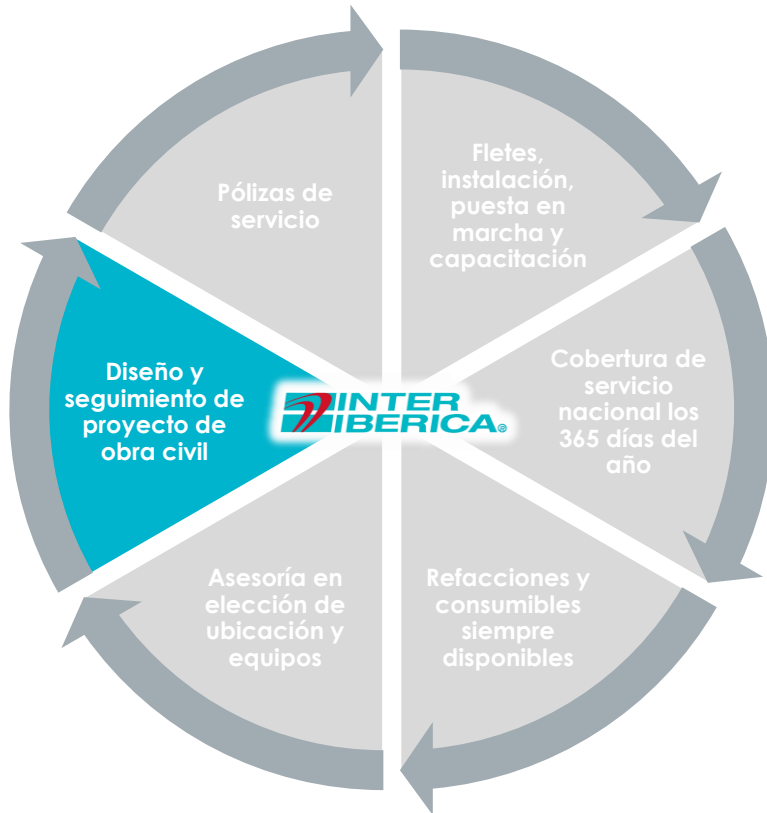 Pólizas de
servicio
Fletes,
instalación,
puesta en
marcha y
capacitación
Diseño y
seguimiento de
proyecto de
obra civil
INTER
IBERICA®
Cobertura de
servicio
nacional los
365 días del
año
Asesoría en
elección de
ubicación y
equipos
Refacciones y
consumibles
siempre
disponibles